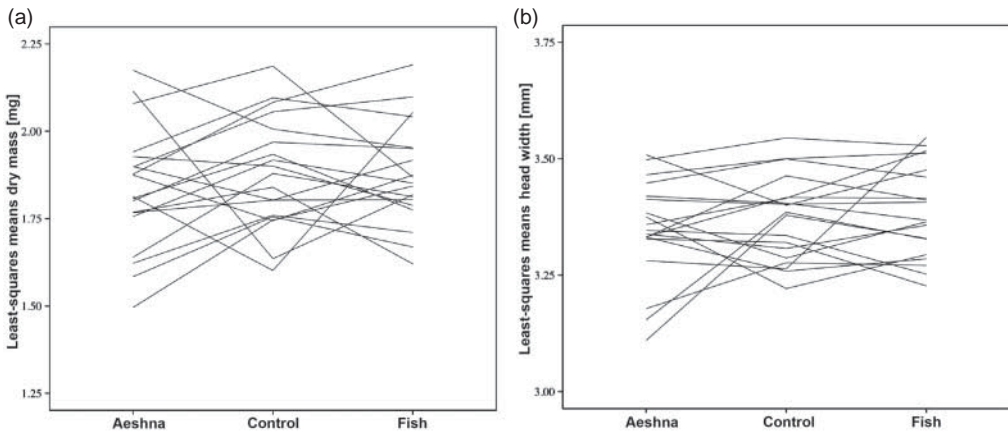 (a)
Least-squares means dry mass [mg]
2.25
2.00
1.75
1.50
1.25
Aeshna Control Fish
(b)
Least-squares means head width [mm]
3.75
3.50
3.25
3.00
Aeshna Control Fish